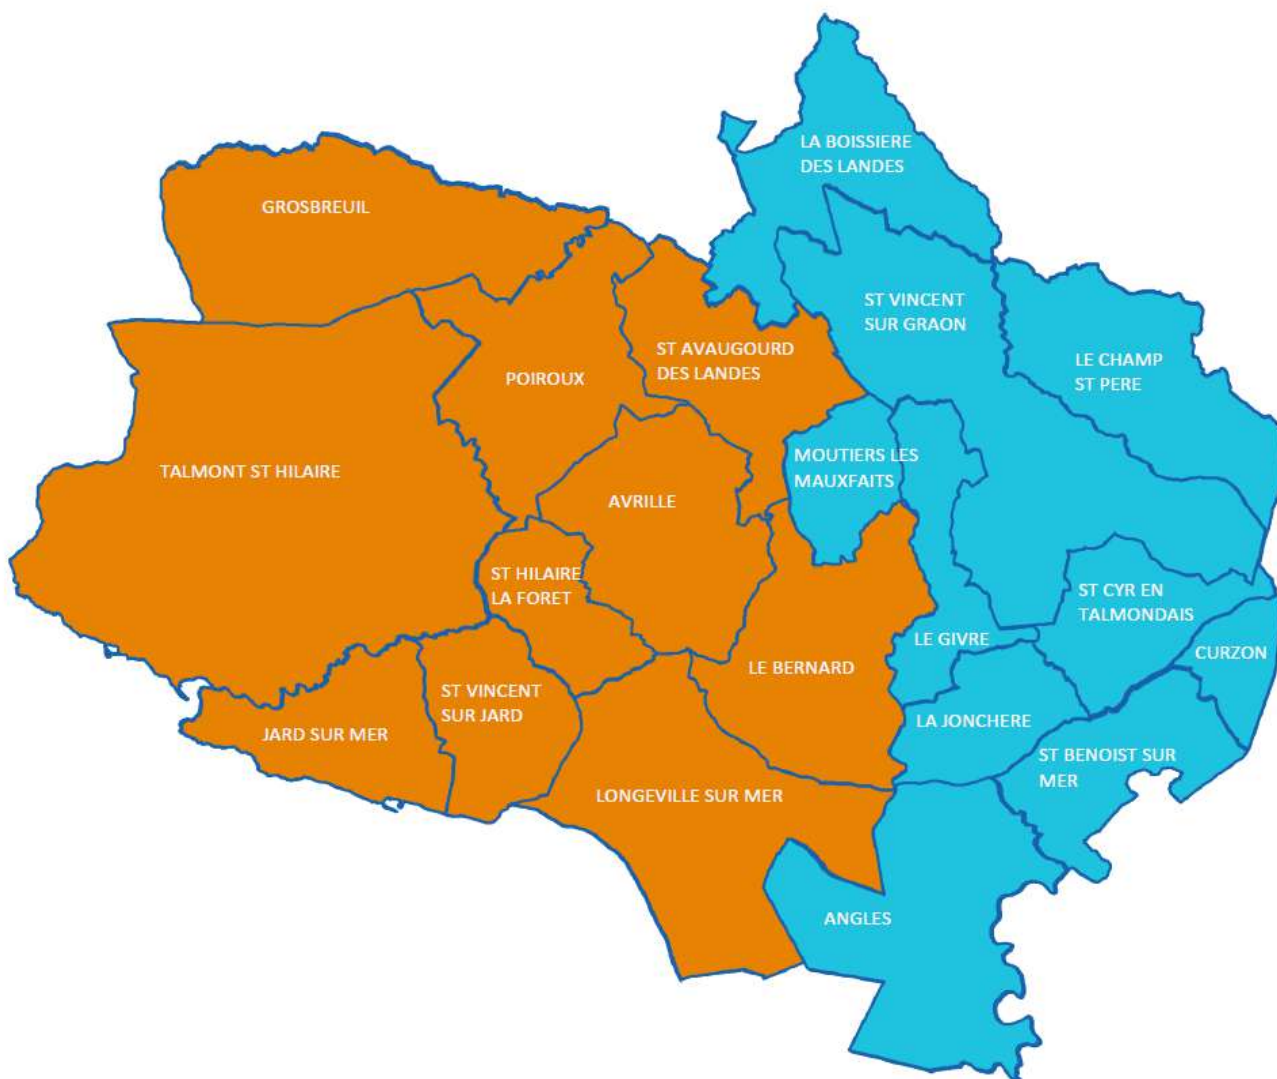 LA BOISSIERE
DES LANDES
GROSBREUIL
ST VINCENT
SUR GRAON
ST AVAUGOURD
DES LANDES
LE CHAMP
ST PERE
POIROUX
TALMONT ST HILAIRE
MOUTIERS LES
MAUXFAITS
AVRILLE
ST HILAIRE
LA FORET
ST CYR EN
TALMONDAIS
LE GIVRE
CURZON
LE BERNARD
ST VINCENT
SUR JARD
LA JONCHERE
JARD SUR MER
ST BENOIST SUR
MER
LONGEVILLE SUR MER
ANGLES